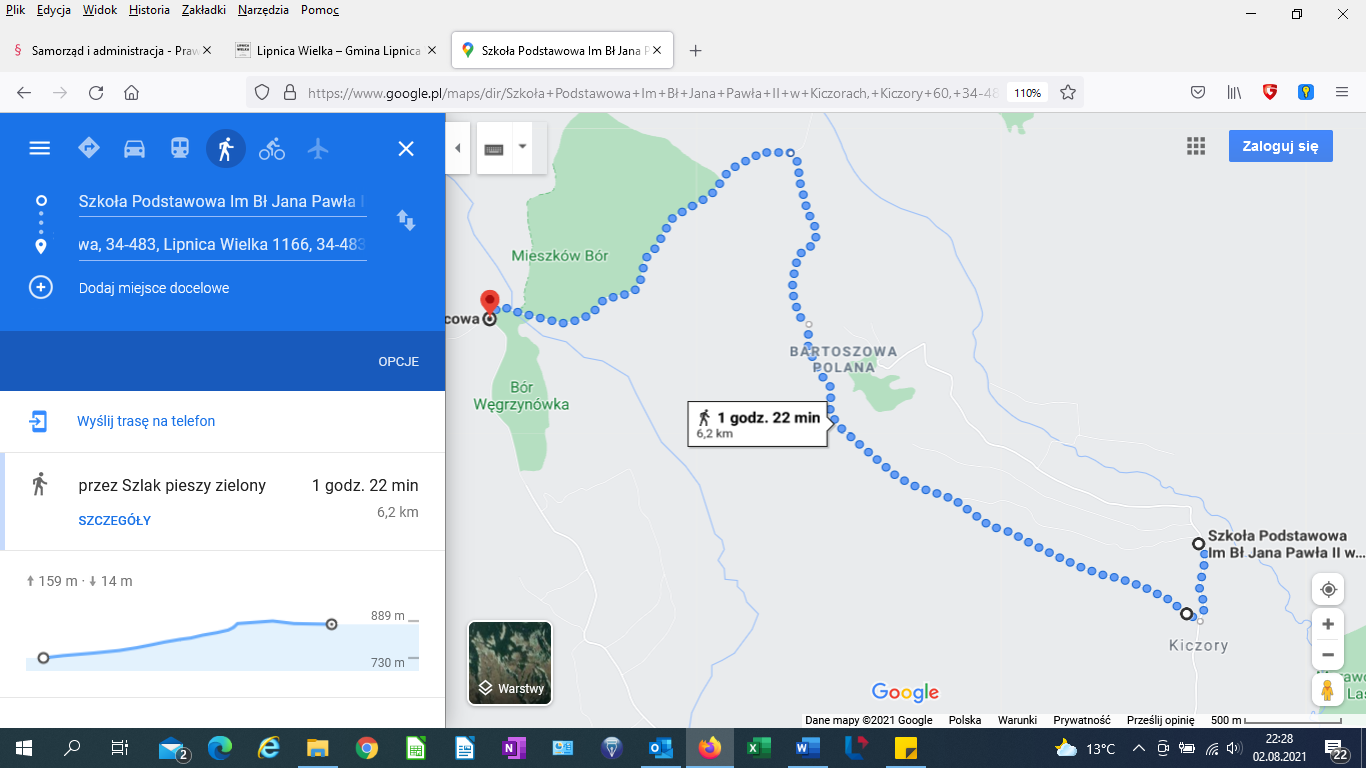 Plik Edycja Widok Historia Zakładki Narzędzia Pomoc
Samorząd i administracja - Praw
Lipnica Wielka – Gmina Lipnica
Szkoła Podstawowa Im Bł Jana P
https://www.google.pl/maps/dir/Szkoła+Podstawowa+Im+Bł+Jana+Pawła+II+w+Kiczorach,+Kiczory+60,+34-48
110%
Szkoła Podstawowa Im Bł Jana Pawła I
wa, 34-483, Lipnica Wielka 1166, 34-483
Dodaj miejsce docelowe
OPCJE
Wyślij trasę na telefon
przez Szlak pieszy zielony
1 godz. 22 min
6,2 km
SZCZEGÓŁY
159 m · 14 m
889 m
730 m
Zaloguj się
Mieszków Bór
cowa
BARTOSZOWA
POLANA
Bór
Węgrzynówka
1 godz. 22 min
6,2 km
Szkoła Podstawowa
Im Bł Jana Pawła II w...
Kiczory
Warstwy
Google
Dane mapy ©2021 Google Polska Warunki Prywatność Prześlij opinię 500 m
2
13°C
22:28
02.08.2021
22